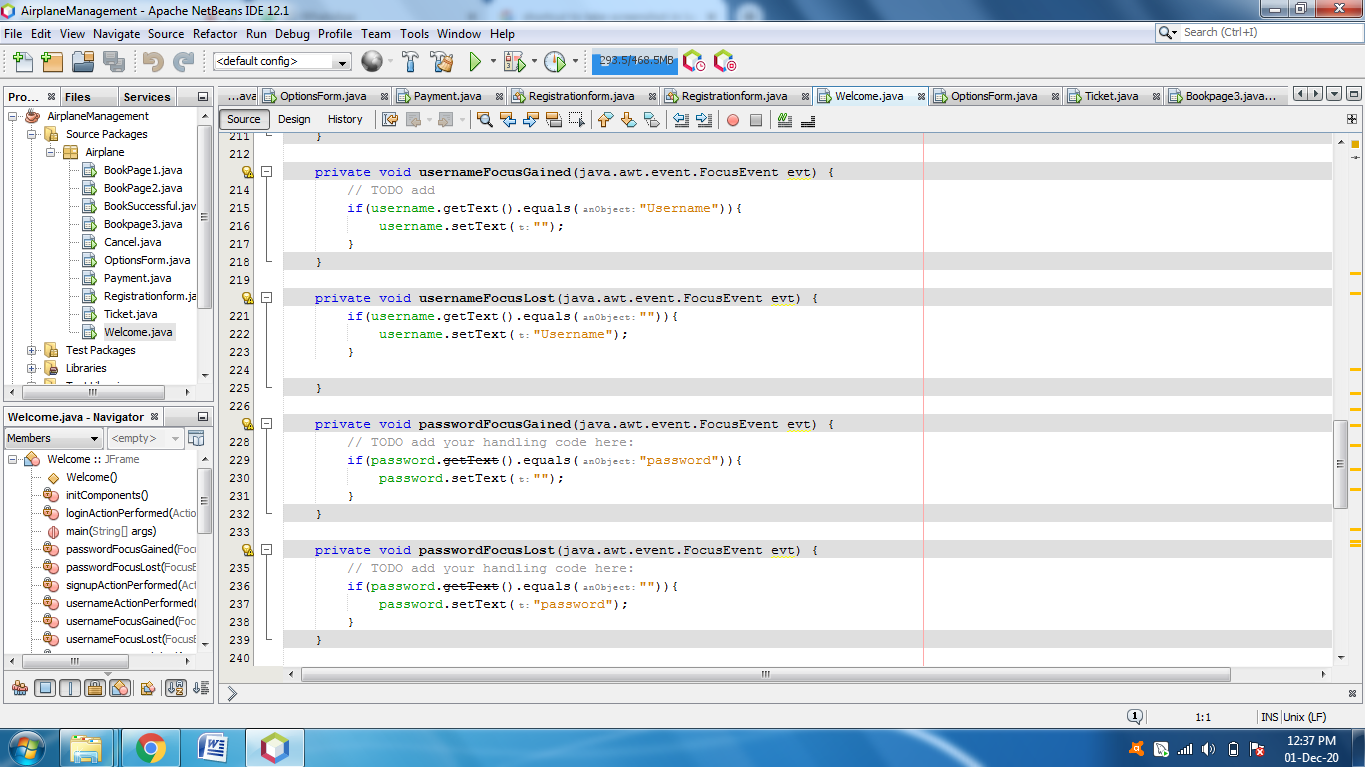 AirplaneManagement - Apache NetBeans IDE 12.1
File Edit View Navigate Source Refactor Run Debug Profile Team Tools Window Help
Search (Ctrl+I)
<default config>
293.5/468.5MB
Pro... Files Services
...ava OptionsForm.java Payment.java Registrationform.java Registrationform.java Welcome.java OptionsForm.java Ticket.java Bookpage3.java...
Source Design History
AirplaneManagement
Source Packages
Airplane
BookPage1.java
BookPage2.java
BookSuccessful.jav
Bookpage3.java
Cancel.java
OptionsForm.java
Payment.java
Registrationform.ja
Ticket.java
Welcome.java
Test Packages
Libraries
Welcome.java - Navigator
Members <empty>
Welcome :: JFrame
Welcome()
initComponents()
loginActionPerformed(Actio
main(String[] args)
passwordFocusGained(Focu
passwordFocusLost(FocusE
signupActionPerformed(Act
usernameActionPerformed(
usernameFocusGained(Focu
usernameFocusLost(FocusE
211 }
212
private void usernameFocusGained(java.awt.event.FocusEvent evt) {
214 // TODO add
215 if(username.getText().equals(anObject: "Username")){
216 username.setText(t: "");
217 }
218 }
219
private void usernameFocusLost(java.awt.event.FocusEvent evt) {
221 if(username.getText().equals(anObject: "")){
222 username.setText(t: "Username");
223 }
224
225 }
226
private void passwordFocusGained(java.awt.event.FocusEvent evt) {
228 // TODO add your handling code here:
229 if(password.getText().equals(anObject: "password")){
230 password.setText(t: "");
231 }
232 }
233
private void passwordFocusLost(java.awt.event.FocusEvent evt) {
235 // TODO add your handling code here:
236 if(password.getText().equals(anObject: "")){
237 password.setText(t: "password");
238 }
239 }
240
1 1:1 INS Unix (LF)
12:37 PM
01-Dec-20